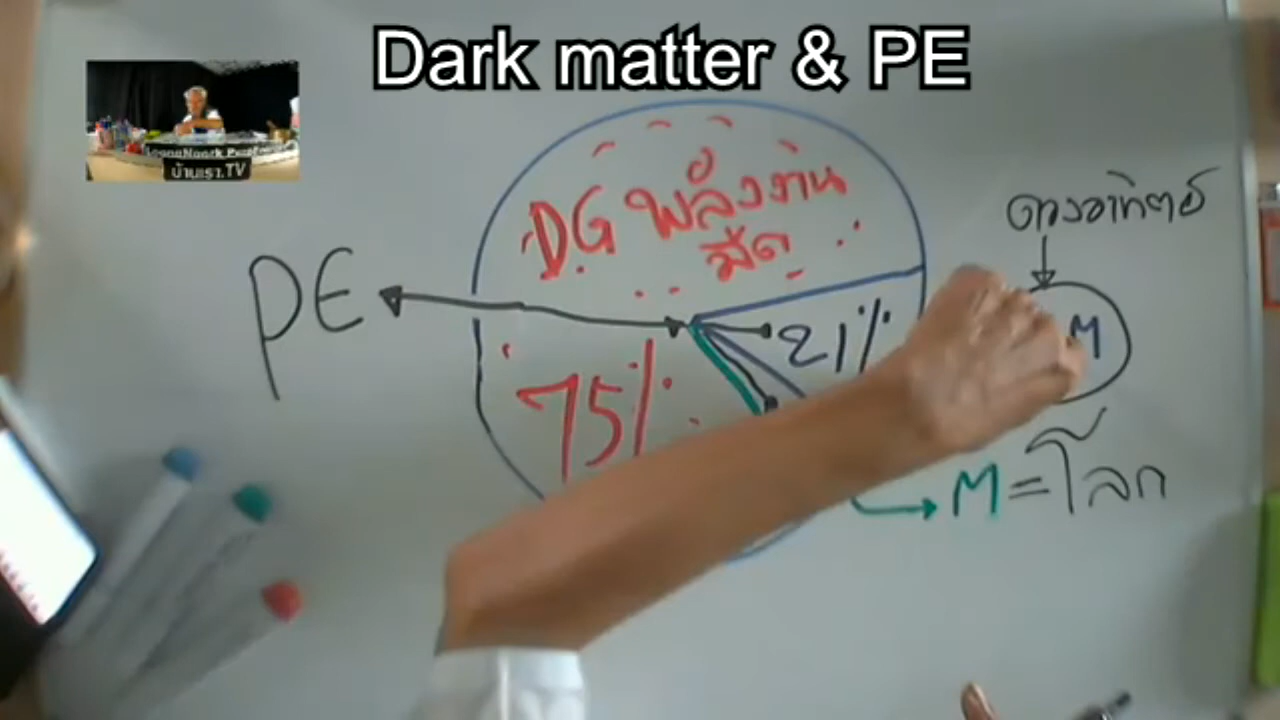 Dark matter & PE
บ้านเรา.TV
D.G พลังงาน
มืด
ดวงอาทิตย์
PE
21%
M
75%
M = โลก